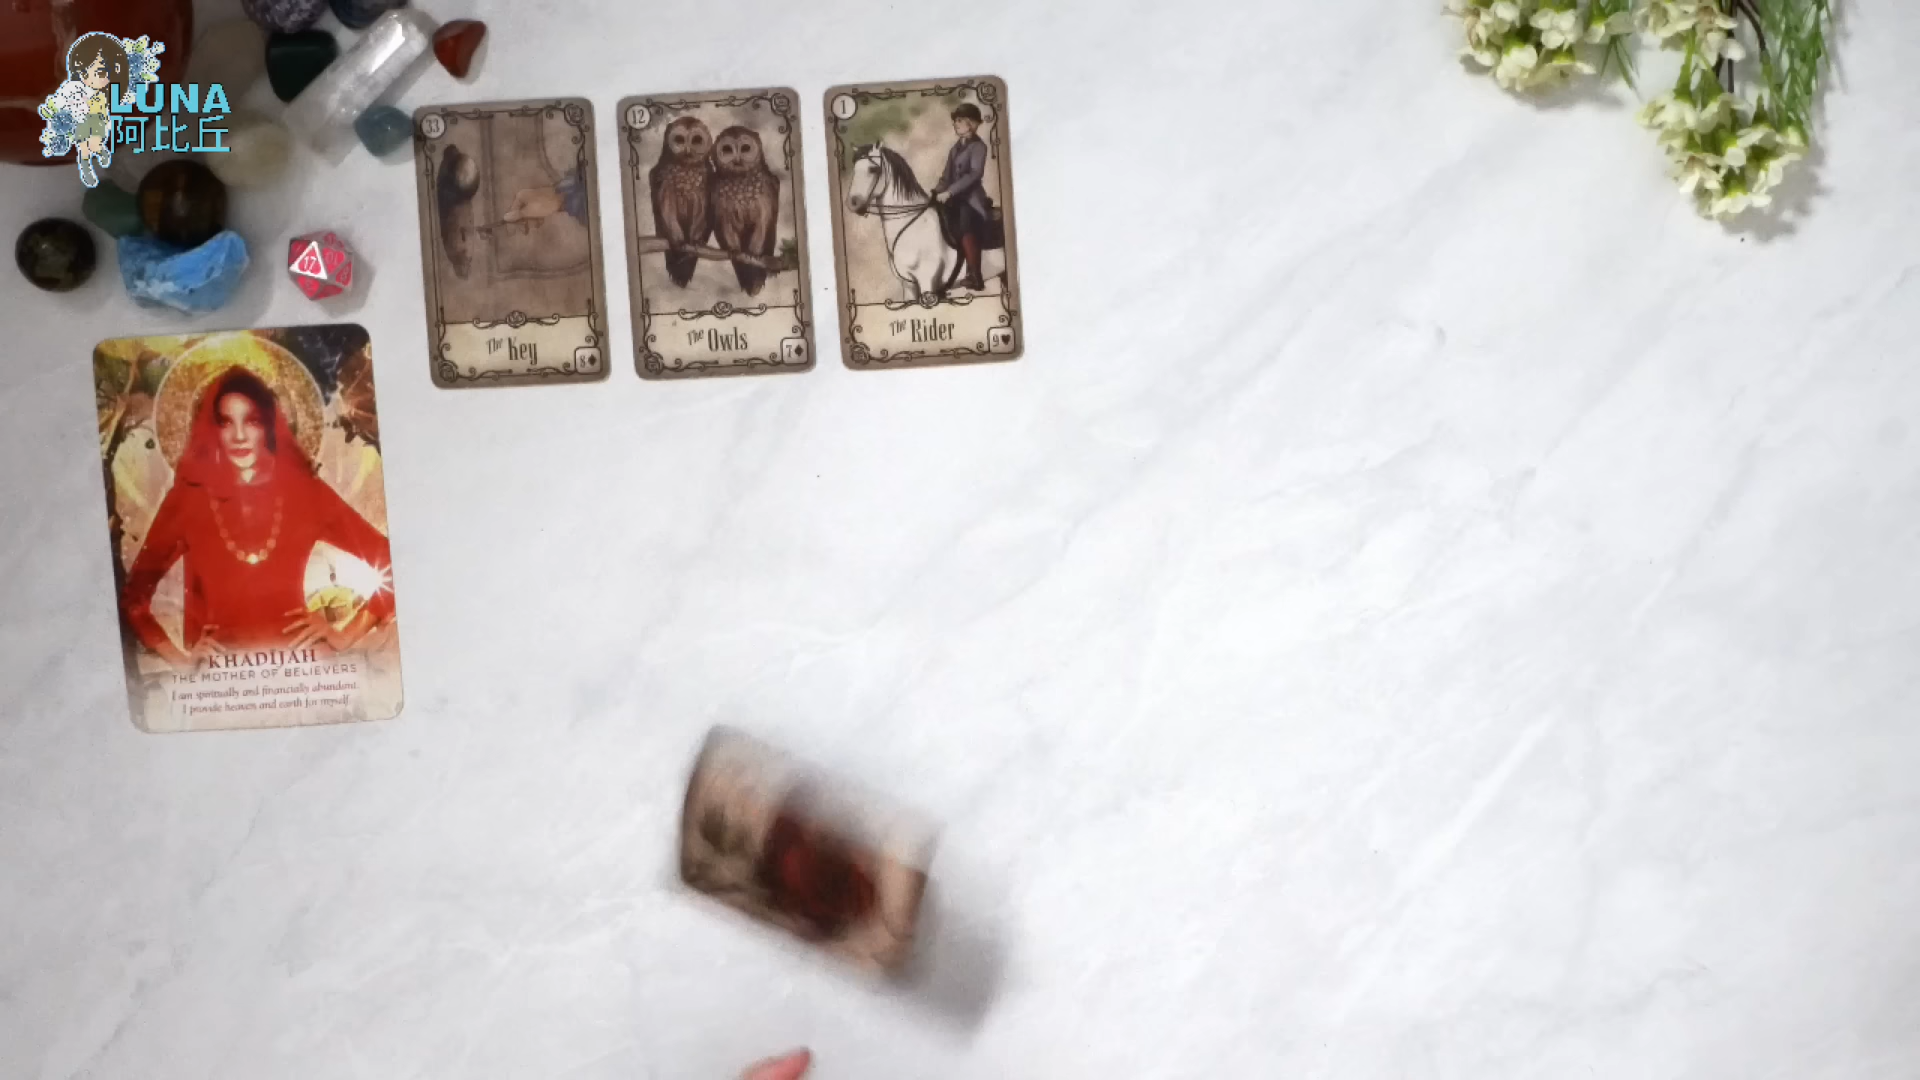 LUNA
阿比丘
33
The Key
8♦
12
The Owls
7♦
1
The Rider
9♥
17
KHADIJAH
THE MOTHER OF BELIEVERS
I am spiritually and financially abundant.
I provide heaven and earth for myself.